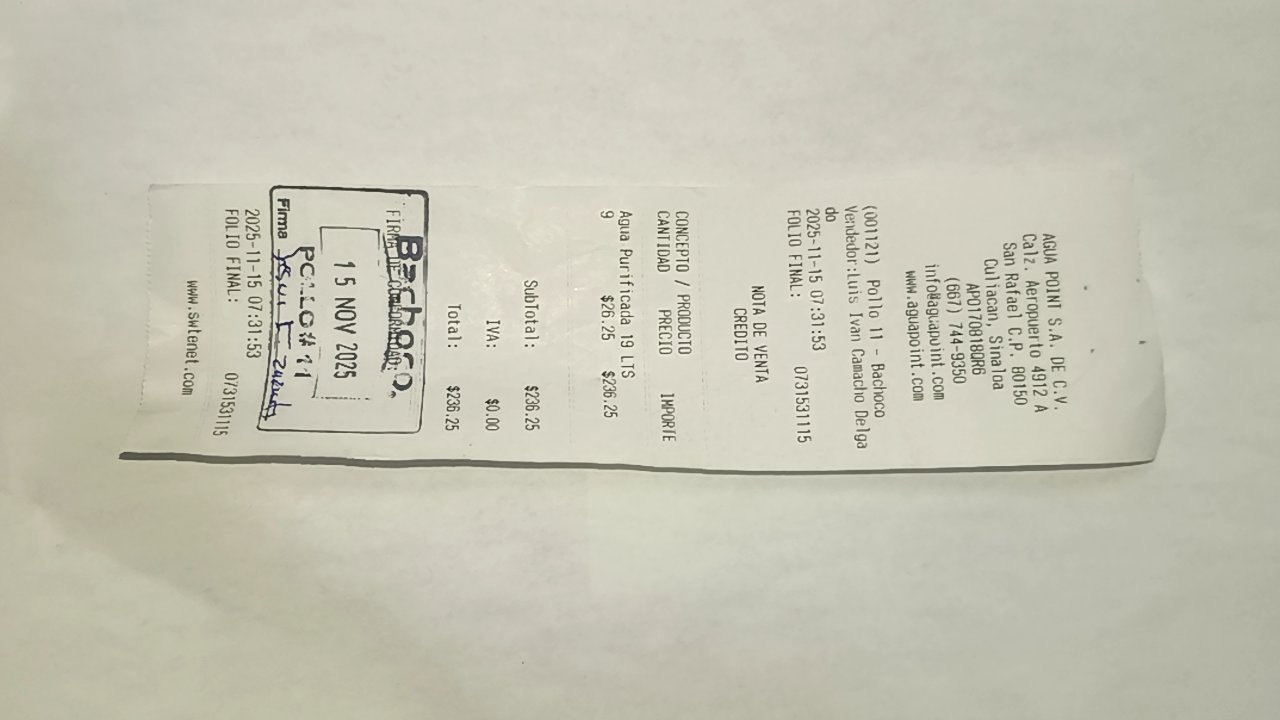 AGUA POINT S.A. DE C.V.
Calz. Aeropuerto 4912 A
San Rafael C.P. 80150
Culiacan, Sinaloa
APO170818QR6
(667) 744-9350
info@aguapoint.com
www.aguapoint.com
(001121) Pollo 11 - Bachoco
Vendedor:Luis Ivan Camacho Delga
do
2025-11-15 07:31:53
FOLIO FINAL: 0731531115
NOTA DE VENTA
CREDITO
CONCEPTO / PRODUCTO
CANTIDAD PRECIO IMPORTE
Agua Purificada 19 LTS
9 $26.25 $236.25
SubTotal: $236.25
IVA: $0.00
Total: $236.25
Bachoco.
FIRMA DE CONFORMIDAD:
15 NOV 2025
POLLO # 11
Firma
2025-11-15 07:31:53
FOLIO FINAL: 0731531115
www.swtenet.com